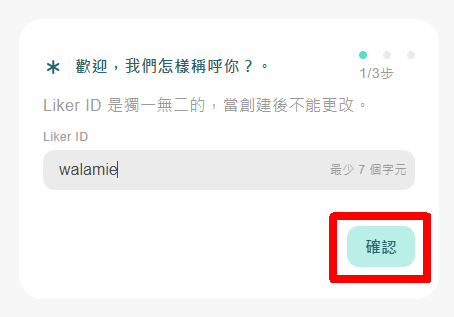 歡迎，我們怎樣稱呼你？。
1/3步
Liker ID 是獨一無二的，當創建後不能更改。
Liker ID
walamie
最少 7 個字元
確認